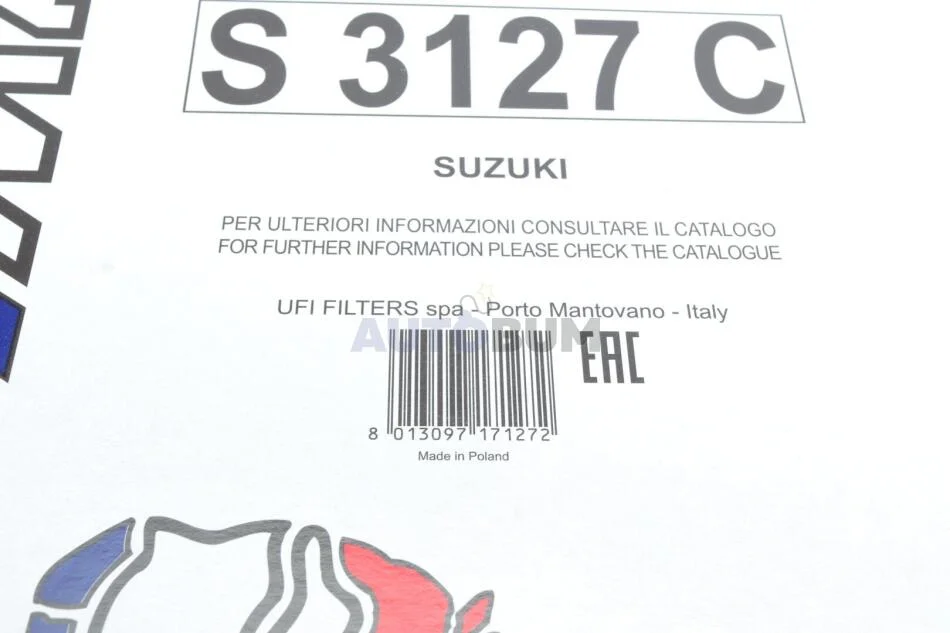 S 3127 C
SUZUKI
PER ULTERIORI INFORMAZIONI CONSULTARE IL CATALOGO
FOR FURTHER INFORMATION PLEASE CHECK THE CATALOGUE
UFI FILTERS spa - Porto Mantovano - Italy
AUTOBUM
EAC
8 013097 171272
Made in Poland